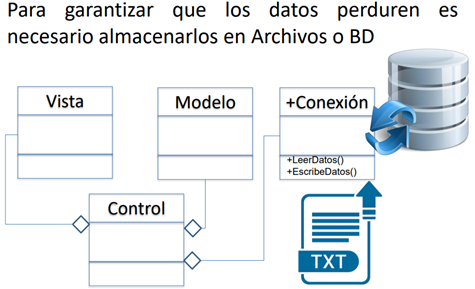 Para garantizar que los datos perduren es
necesario almacenarlos en Archivos o BD
Vista
Modelo
+Conexión
+LeerDatos()
+EscribeDatos()
Control
TXT